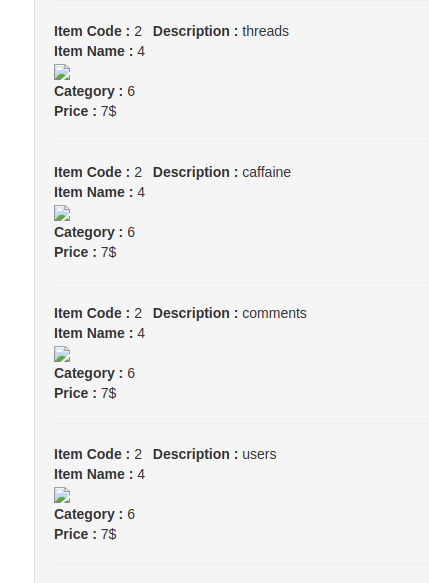 Item Code : 2 Description : threads
Item Name : 4
Category : 6
Price : 7$
Item Code : 2 Description : caffaine
Item Name : 4
Category : 6
Price : 7$
Item Code : 2 Description : comments
Item Name : 4
Category : 6
Price : 7$
Item Code : 2 Description : users
Item Name : 4
Category : 6
Price : 7$